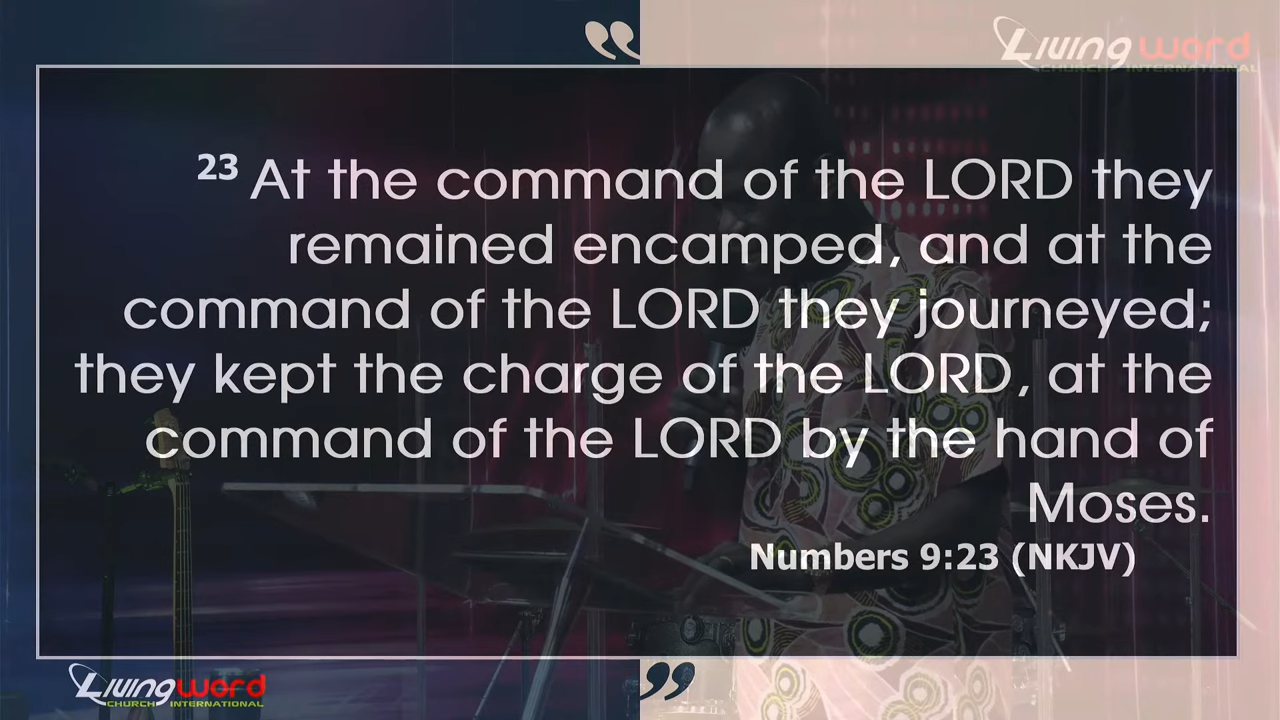 Living word
CHURCH INTERNATIONAL
23 At the command of the LORD they
remained encamped, and at the
command of the LORD they journeyed;
they kept the charge of the LORD, at the
command of the LORD by the hand of
Moses.
Numbers 9:23 (NKJV)
Living word
CHURCH INTERNATIONAL